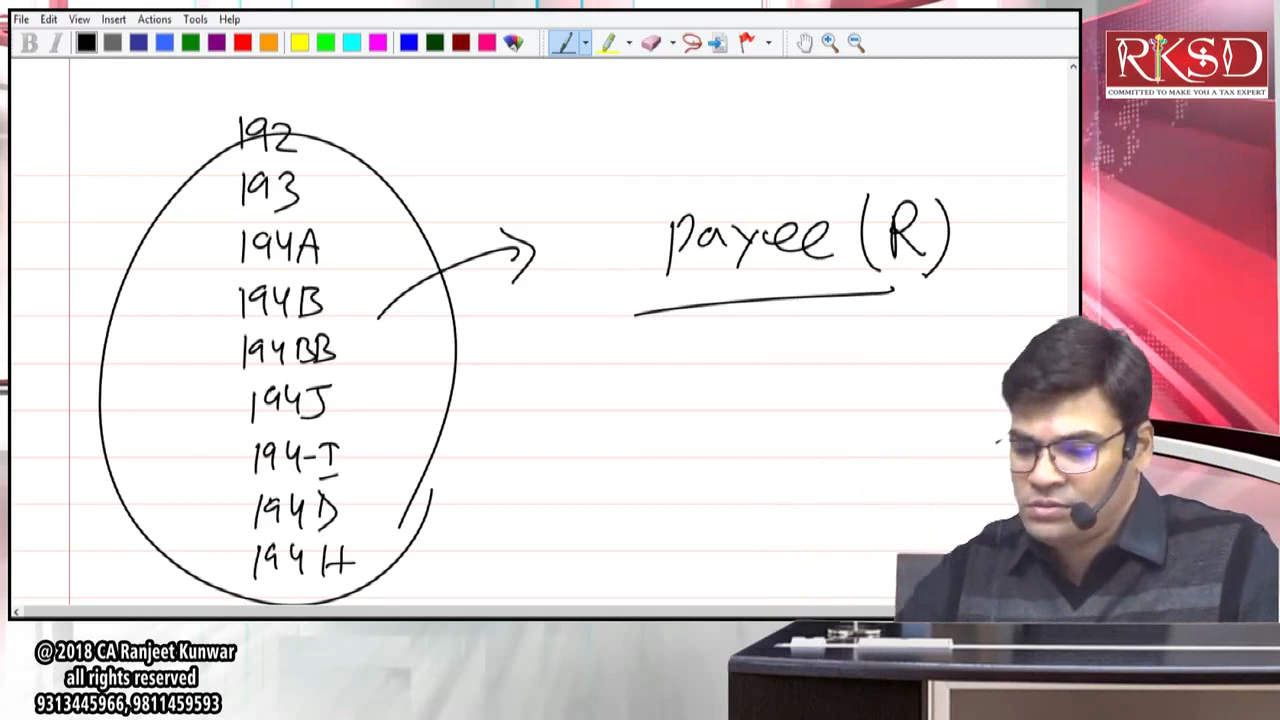 File Edit View Insert Actions Tools Help
B I
RKSD
COMMITTED TO MAKE YOU A TAX EXPERT
192
193
194A
194B
194BB
194J
194-I
194D
194H
payee (R)
@ 2018 CA Ranjeet Kunwar
all rights reserved
9313445966, 9811459593